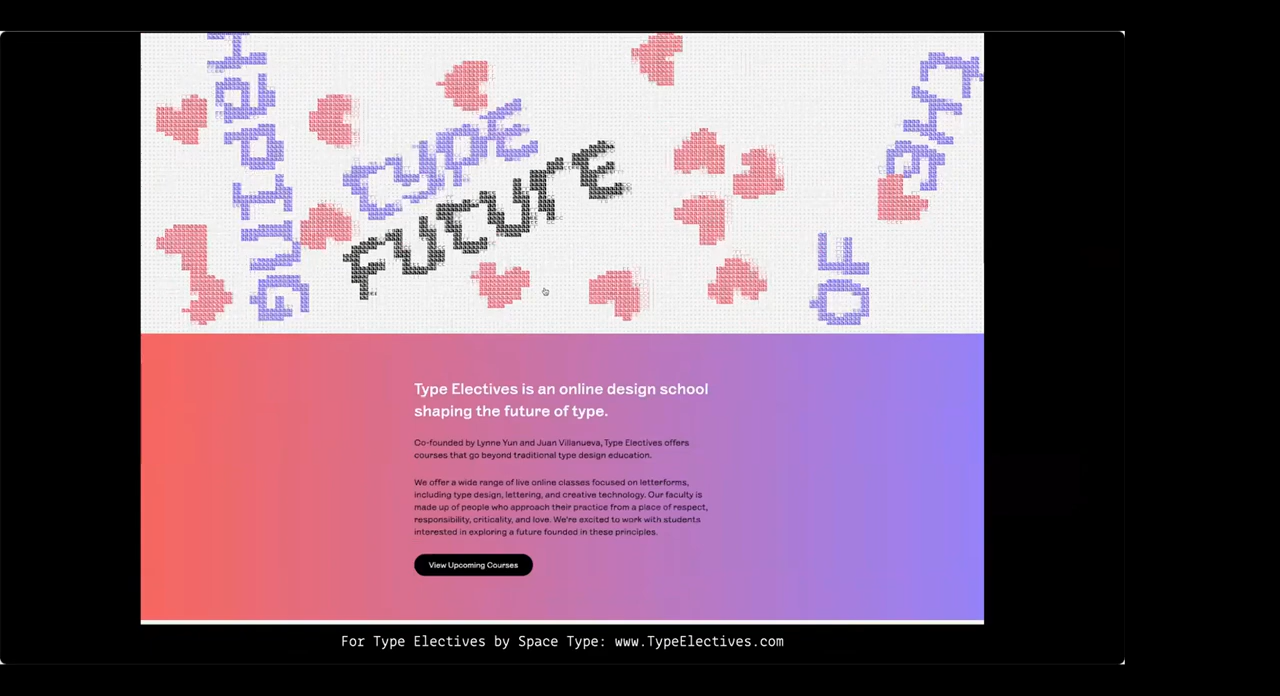 FUTURE
Type Electives is an online design school
shaping the future of type.
Co-founded by Lynne Yun and Juan Villanueva, Type Electives offers
courses that go beyond traditional type design education.
We offer a wide range of live online classes focused on letterforms,
including type design, lettering, and creative technology. Our faculty is
made up of people who approach their practice from a place of respect,
responsibility, criticality, and love. We're excited to work with students
interested in exploring a future founded in these principles.
View Upcoming Courses
For Type Electives by Space Type: www.TypeElectives.com